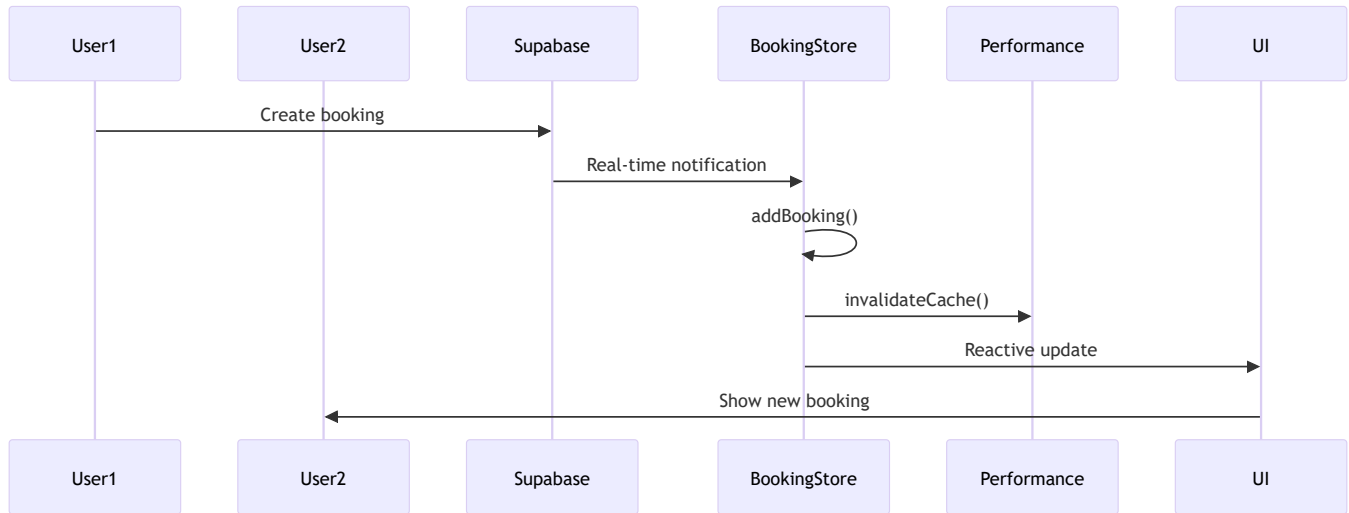 User1
User2
Supabase
BookingStore
Performance
UI
Create booking
Real-time notification
addBooking()
invalidateCache()
Reactive update
Show new booking
User1
User2
Supabase
BookingStore
Performance
UI